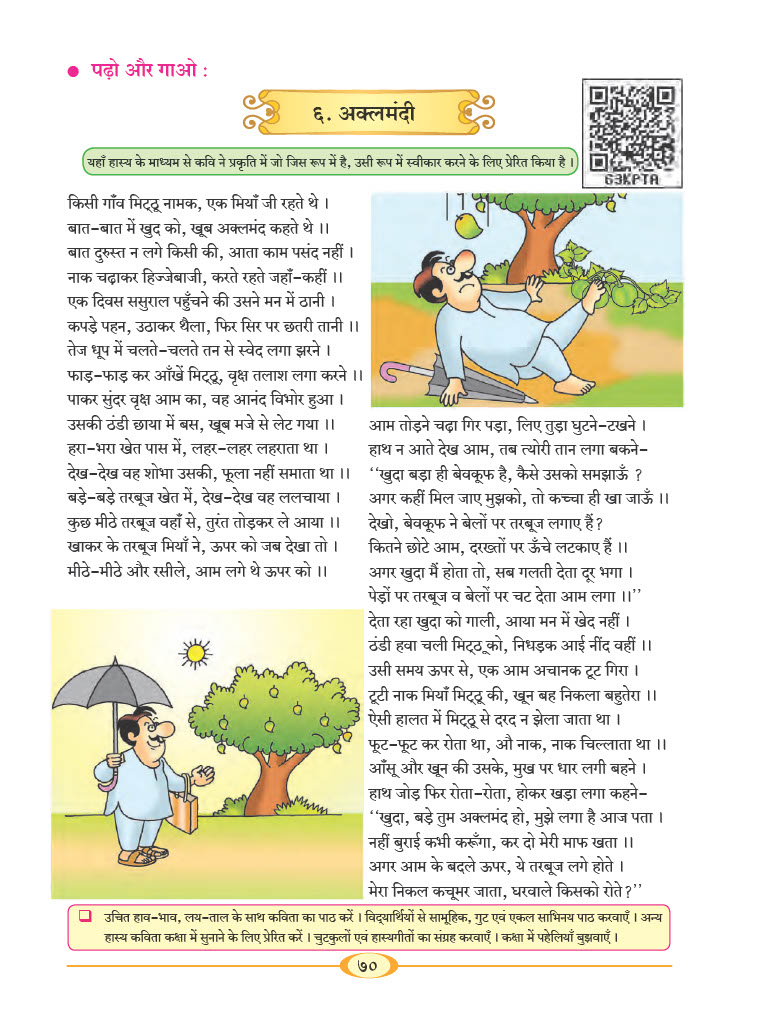 ● पढ़ो और गाओ :
६. अक्लमंदी
G3KPTA
यहाँ हास्य के माध्यम से कवि ने प्रकृति में जो जिस रूप में है, उसी रूप में स्वीकार करने के लिए प्रेरित किया है ।
किसी गाँव मिट्ठू नामक, एक मियाँ जी रहते थे ।
बात-बात में खुद को, खूब अक्लमंद कहते थे ।।
बात दुरुस्त न लगे किसी की, आता काम पसंद नहीं ।
नाक चढ़ाकर हिज्जेबाजी, करते रहते जहाँ-कहीं ।।
एक दिवस ससुराल पहुँचने की उसने मन में ठानी ।
कपड़े पहन, उठाकर थैला, फिर सिर पर छतरी तानी ।।
तेज धूप में चलते-चलते तन से स्वेद लगा झरने ।
फाड़-फाड़ कर आँखें मिट्ठू, वृक्ष तलाश लगा करने ।।
पाकर सुंदर वृक्ष आम का, वह आनंद विभोर हुआ ।
उसकी ठंडी छाया में बस, खूब मजे से लेट गया ।।
हरा-भरा खेत पास में, लहर-लहर लहराता था ।
देख-देख वह शोभा उसकी, फूला नहीं समाता था ।।
बड़े-बड़े तरबूज खेत में, देख-देख वह ललचाया ।
कुछ मीठे तरबूज वहाँ से, तुरंत तोड़कर ले आया ।।
खाकर के तरबूज मियाँ ने, ऊपर को जब देखा तो ।
मीठे-मीठे और रसीले, आम लगे थे ऊपर को ।।
आम तोड़ने चढ़ा गिर पड़ा, लिए तुड़ा घुटने-टखने ।
हाथ न आते देख आम, तब त्योरी तान लगा बकने-
‘‘खुदा बड़ा ही बेवकूफ है, कैसे उसको समझाऊँ ?
अगर कहीं मिल जाए मुझको, तो कच्चा ही खा जाऊँ ।।
देखो, बेवकूफ ने बेलों पर तरबूज लगाए हैं?
कितने छोटे आम, दरख्तों पर ऊँचे लटकाए हैं ।।
अगर खुदा मैं होता तो, सब गलती देता दूर भगा ।
पेड़ों पर तरबूज व बेलों पर चट देता आम लगा ।।’’
देता रहा खुदा को गाली, आया मन में खेद नहीं ।
ठंडी हवा चली मिट्ठू को, निधड़क आई नींद वहीं ।।
उसी समय ऊपर से, एक आम अचानक टूट गिरा ।
टूटी नाक मियाँ मिट्ठू की, खून बह निकला बहुतेरा ।।
ऐसी हालत में मिट्ठू से दरद न झेला जाता था ।
फूट-फूट कर रोता था, औ नाक, नाक चिल्लाता था ।।
आँसू और खून की उसके, मुख पर धार लगी बहने ।
हाथ जोड़ फिर रोता-रोता, होकर खड़ा लगा कहने-
‘‘खुदा, बड़े तुम अक्लमंद हो, मुझे लगा है आज पता ।
नहीं बुराई कभी करूँगा, कर दो मेरी माफ खता ।।
अगर आम के बदले ऊपर, ये तरबूज लगे होते ।
मेरा निकल कचूमर जाता, घरवाले किसको रोते?’’
❑ उचित हाव-भाव, लय-ताल के साथ कविता का पाठ करें । विद्यार्थियों से सामूहिक, गुट एवं एकल साभिनय पाठ करवाएँ । अन्य
हास्य कविता कक्षा में सुनाने के लिए प्रेरित करें । चुटकुलों एवं हास्यगीतों का संग्रह करवाएँ । कक्षा में पहेलियाँ बुझवाएँ ।
७०